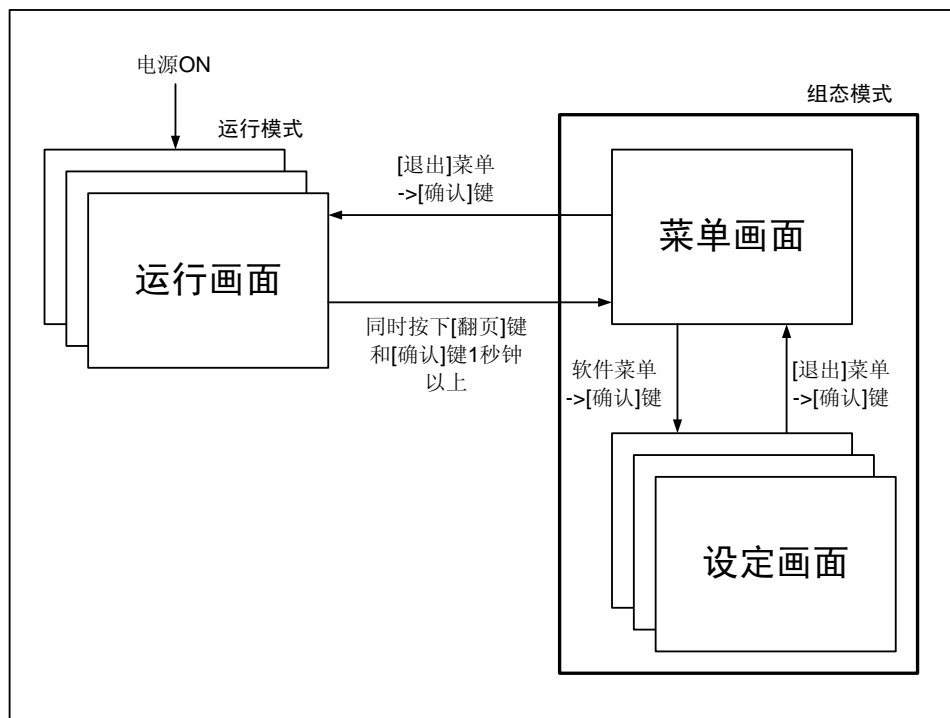 电源ON
组态模式
运行模式
[退出]菜单
->[确认]键
菜单画面
运行画面
同时按下[翻页]键
和[确认]键1秒钟
以上
软件菜单
->[确认]键
[退出]菜单
->[确认]键
设定画面